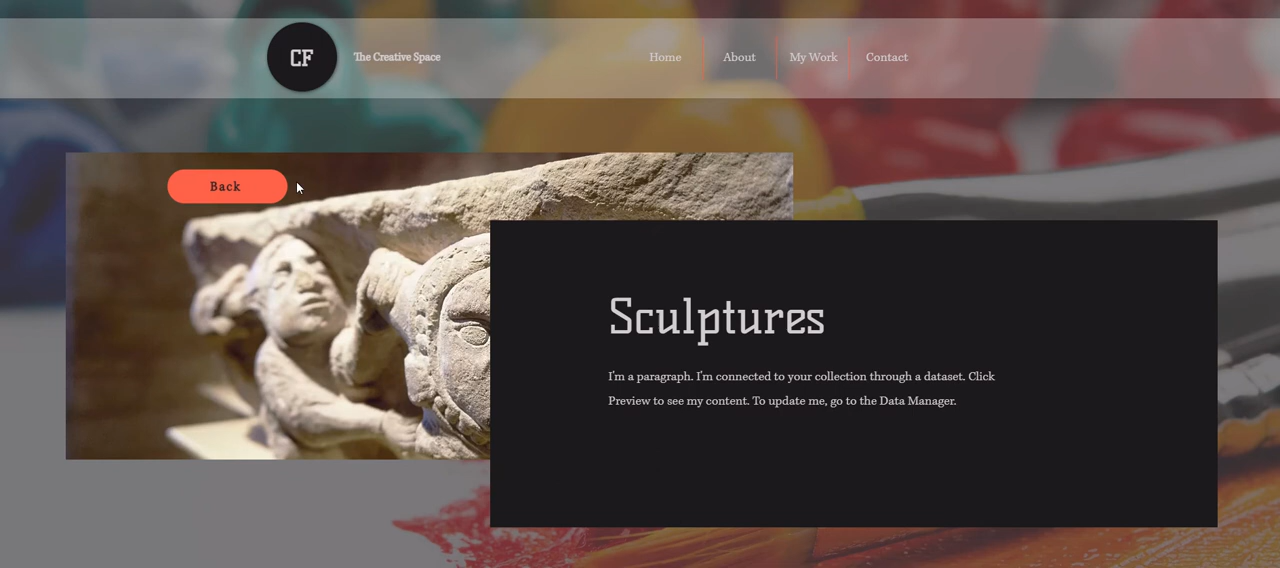 CF
The Creative Space
Home
About
My Work
Contact
Back
Sculptures
I'm a paragraph. I'm connected to your collection through a dataset. Click
Preview to see my content. To update me, go to the Data Manager.